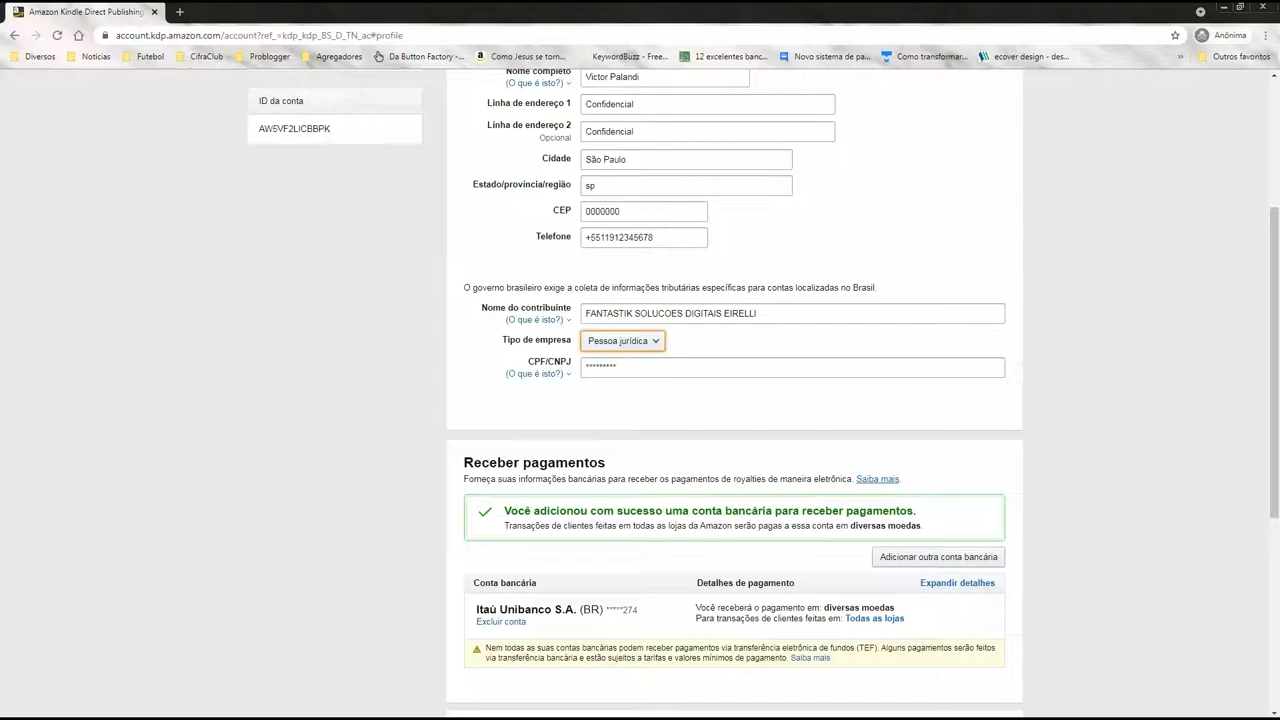 Amazon Kindle Direct Publishing
account.kdp.amazon.com/account?ref_=kdp_kdp_BS_D_TN_ac#profile
Anônima
Diversos
Notícias
Futebol
CifraClub
Problogger
Agregadores
Da Button Factory -...
Como Jesus se torn...
KeywordBuzz - Free...
12 excelentes banc...
Novo sistema de pa...
Como transformar...
ecover design - des...
Outros favoritos
ID da conta
AW5VF2LICBBPK
Nome completo
(O que é isto?)
Victor Palandi
Linha de endereço 1
Confidencial
Linha de endereço 2
Opcional
Confidencial
Cidade
São Paulo
Estado/província/região
sp
CEP
0000000
Telefone
+5511912345678
O governo brasileiro exige a coleta de informações tributárias específicas para contas localizadas no Brasil.
Nome do contribuinte
(O que é isto?)
FANTASTIK SOLUCOES DIGITAIS EIRELLI
Tipo de empresa
Pessoa jurídica
CPF/CNPJ
(O que é isto?)
*********
Receber pagamentos
Forneça suas informações bancárias para receber os pagamentos de royalties de maneira eletrônica. Saiba mais.
Você adicionou com sucesso uma conta bancária para receber pagamentos.
Transações de clientes feitas em todas as lojas da Amazon serão pagas a essa conta em diversas moedas.
Adicionar outra conta bancária
Conta bancária
Detalhes de pagamento
Expandir detalhes
Itaú Unibanco S.A. (BR) *****274
Excluir conta
Você receberá o pagamento em: diversas moedas
Para transações de clientes feitas em: Todas as lojas
Nem todas as suas contas bancárias podem receber pagamentos via transferência eletrônica de fundos (TEF). Alguns pagamentos serão feitos
via transferência bancária e estão sujeitos a tarifas e valores mínimos de pagamento. Saiba mais